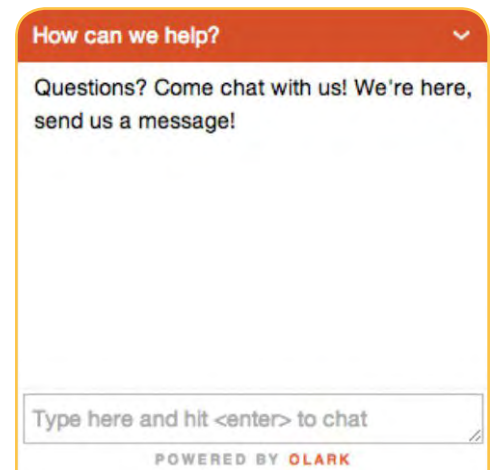 How can we help?
Questions? Come chat with us! We're here,
send us a message!
Type here and hit <enter> to chat
POWERED BY OLARK